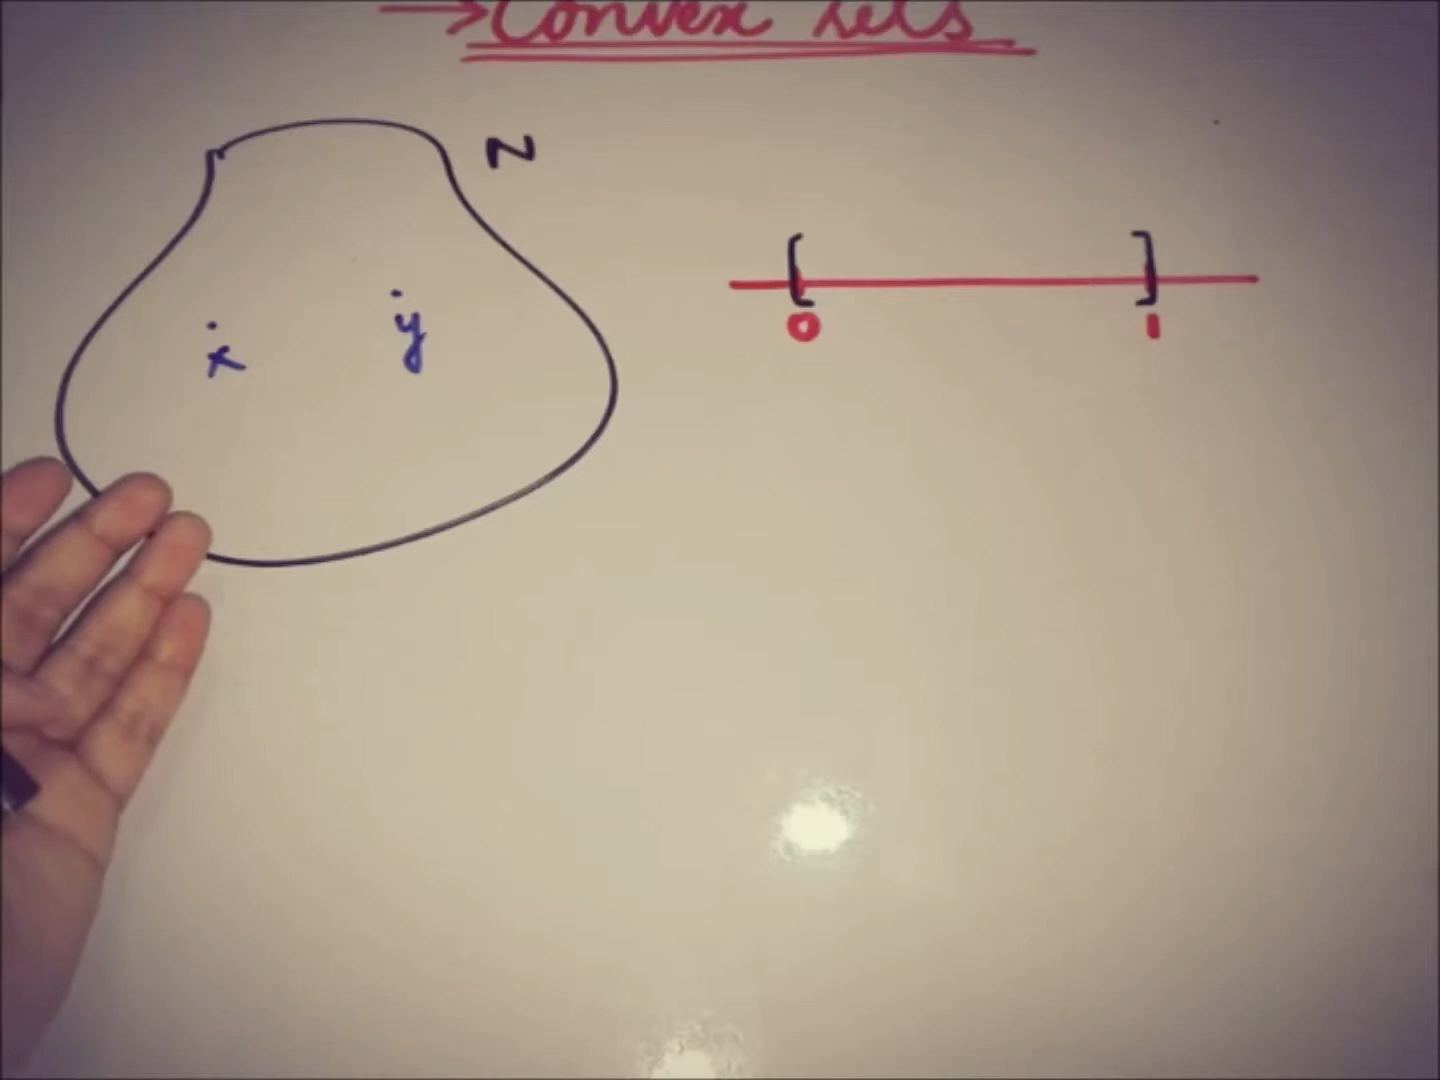 →Convex sets
N
x y
[ ]
0 1